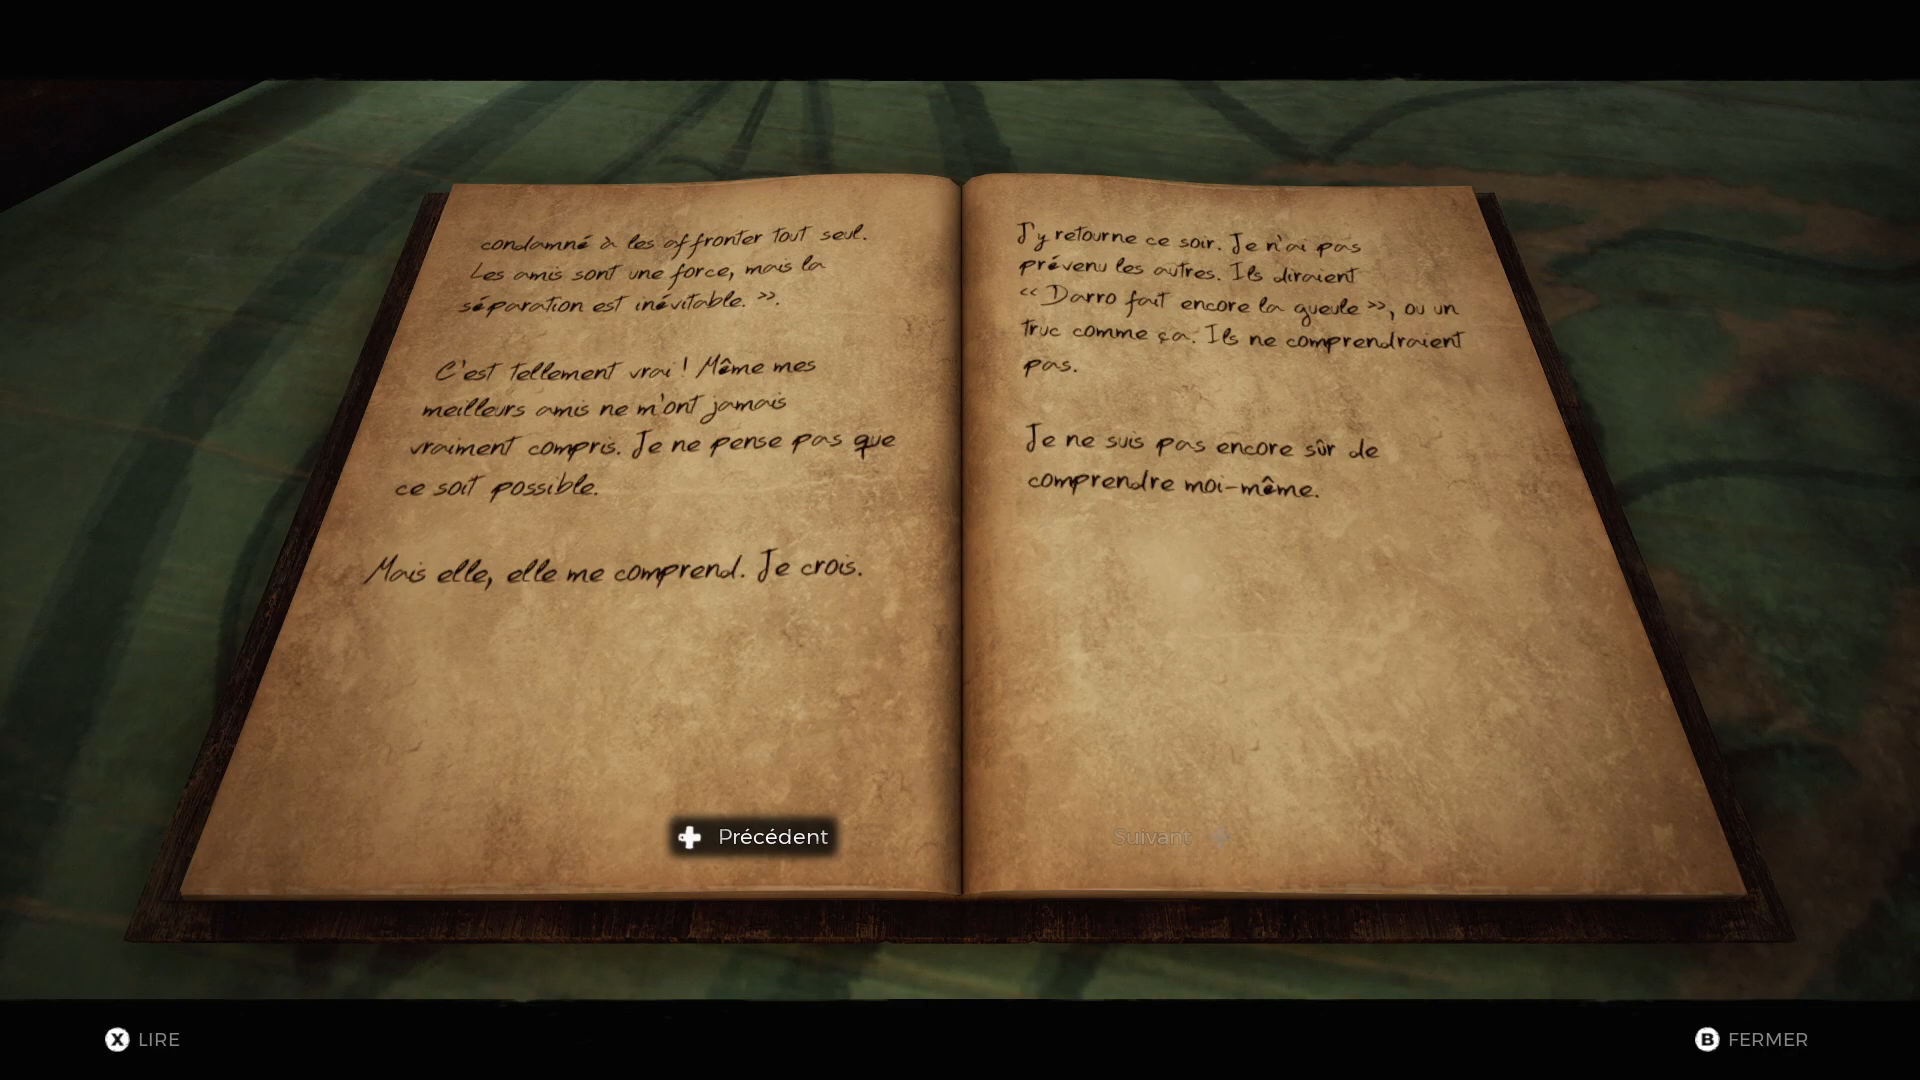 condamné à les affronter tout seul.
Les amis sont une force, mais la
séparation est inévitable. ».
C'est tellement vrai ! Même mes
meilleurs amis ne m'ont jamais
vraiment compris. Je ne pense pas que
ce soit possible.
Mais elle, elle me comprend. Je crois.
J'y retourne ce soir. Je n'ai pas
prévenu les autres. Ils diraient
« Darro fait encore la gueule », ou un
truc comme ça. Ils ne comprendraient
pas.
Je ne suis pas encore sûr de
comprendre moi-même.
Précédent
Suivant
X LIRE
B FERMER